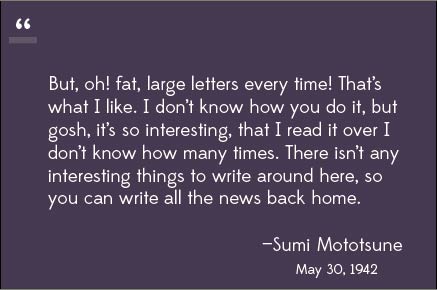 “
But, oh! fat, large letters every time! That’s
what I like. I don’t know how you do it, but
gosh, it’s so interesting, that I read it over I
don’t know how many times. There isn’t any
interesting things to write around here, so
you can write all the news back home.
–Sumi Mototsune
May 30, 1942